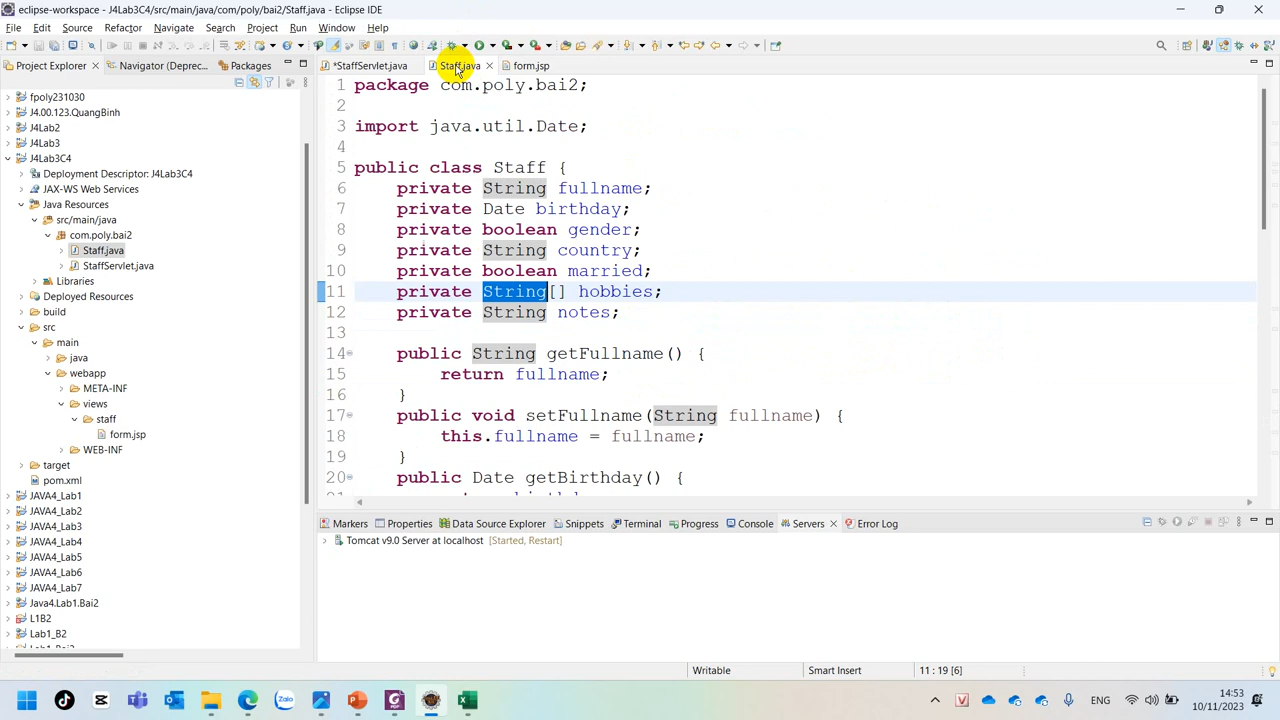 eclipse-workspace - J4Lab3C4/src/main/java/com/poly/bai2/Staff.java - Eclipse IDE
File Edit Source Refactor Navigate Search Project Run Window Help
Project Explorer Navigator (Deprec... Packages
*StaffServlet.java Staff.java form.jsp
fpoly231030
J4.00.123.QuangBinh
J4Lab2
J4Lab3
J4Lab3C4
Deployment Descriptor: J4Lab3C4
JAX-WS Web Services
Java Resources
src/main/java
com.poly.bai2
Staff.java
StaffServlet.java
Libraries
Deployed Resources
build
src
main
java
webapp
META-INF
views
staff
form.jsp
WEB-INF
target
pom.xml
JAVA4_Lab1
JAVA4_Lab2
JAVA4_Lab3
JAVA4_Lab4
JAVA4_Lab5
JAVA4_Lab6
JAVA4_Lab7
Java4.Lab1.Bai2
L1B2
Lab1_B2
1 package com.poly.bai2;
2
3 import java.util.Date;
4
5 public class Staff {
6 private String fullname;
7 private Date birthday;
8 private boolean gender;
9 private String country;
10 private boolean married;
11 private String[] hobbies;
12 private String notes;
13
14 public String getFullname() {
15 return fullname;
16 }
17 public void setFullname(String fullname) {
18 this.fullname = fullname;
19 }
20 public Date getBirthday() {
Markers Properties Data Source Explorer Snippets Terminal Progress Console Servers Error Log
Tomcat v9.0 Server at localhost [Started, Restart]
Writable Smart Insert 11 : 19 [6]
Zalo
ENG
14:53
10/11/2023